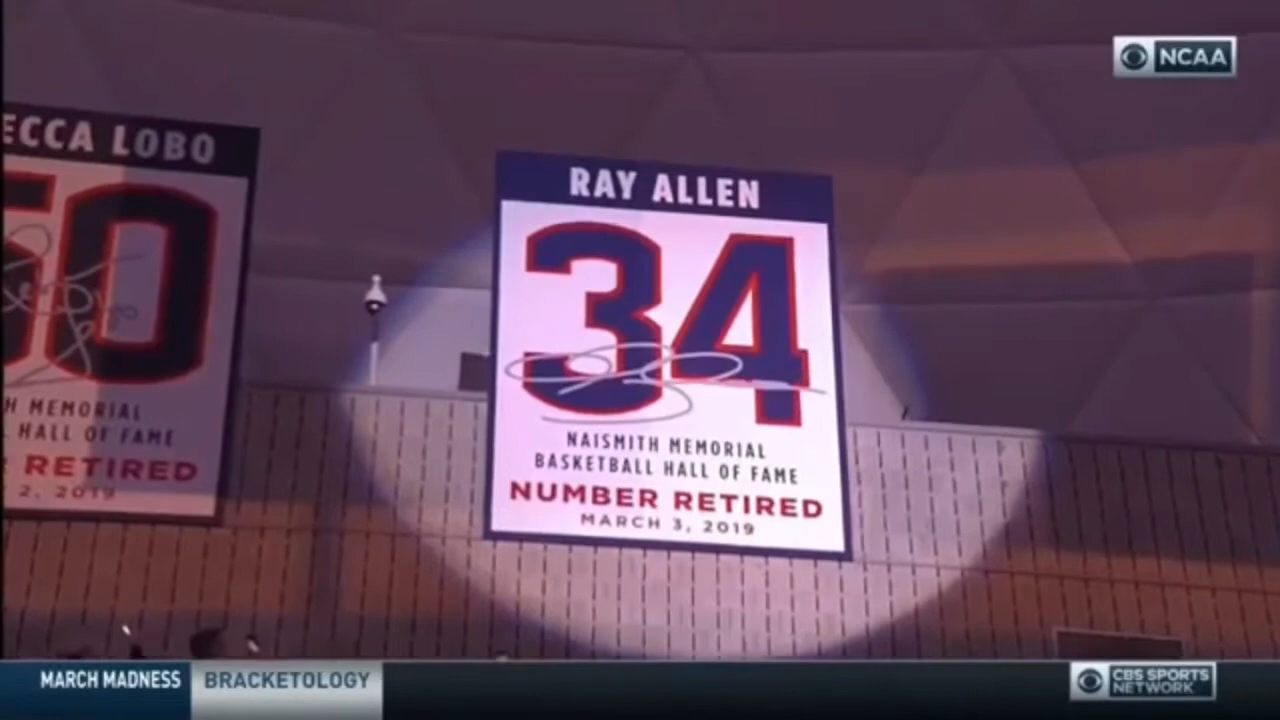 NCAA
ECCA LOBO
50
H MEMORIAL
HALL OF FAME
RETIRED
2, 2019
RAY ALLEN
34
NAISMITH MEMORIAL
BASKETBALL HALL OF FAME
NUMBER RETIRED
MARCH 3, 2019
MARCH MADNESS
BRACKETOLOGY
CBS SPORTS
NETWORK